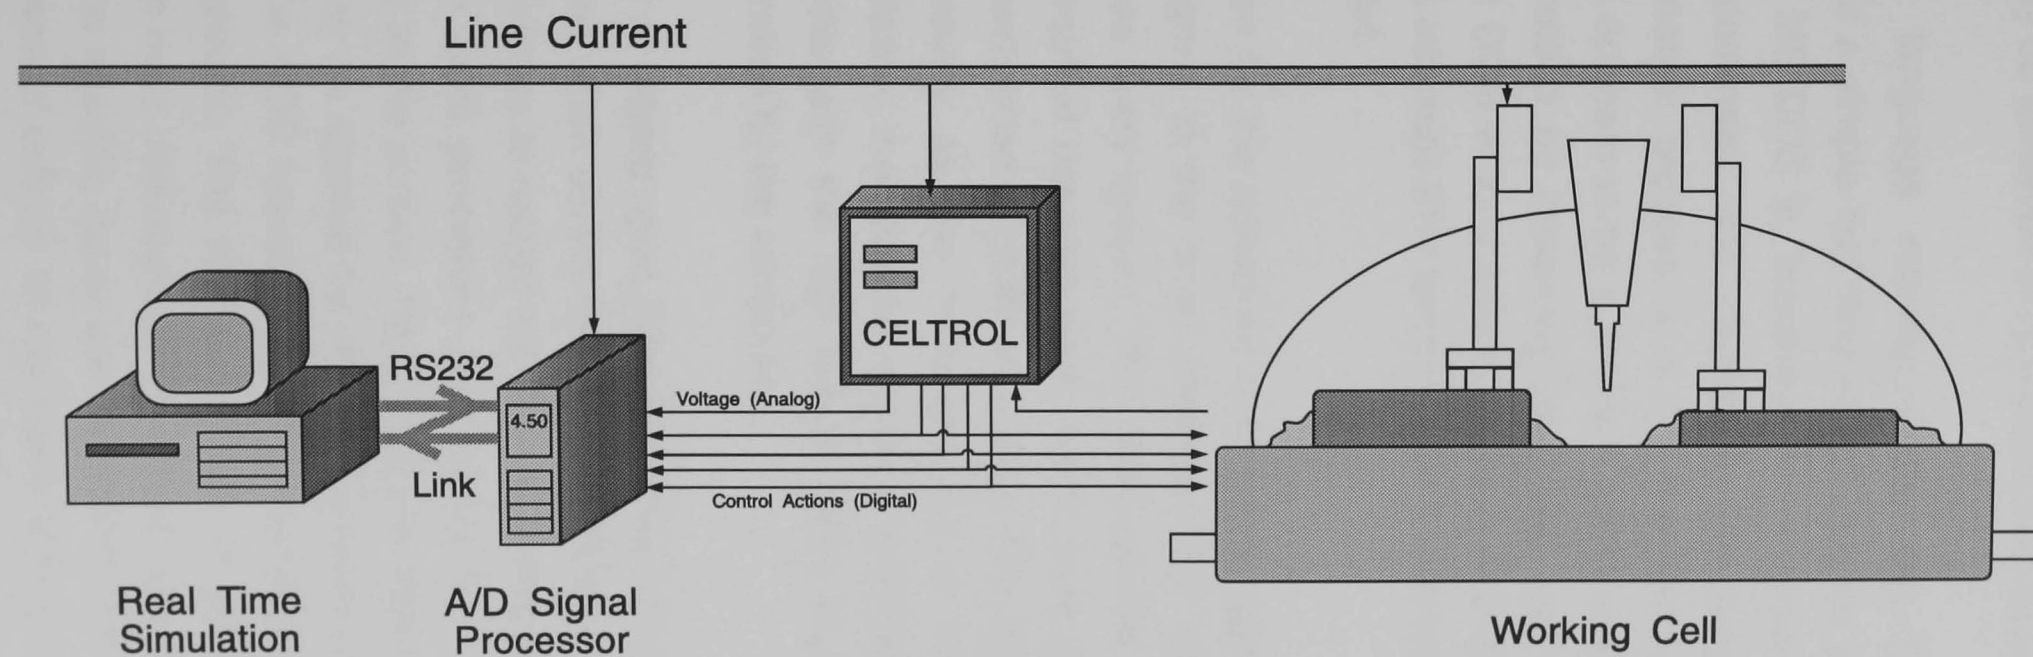 Line Current
CELTROL
RS232
4.50
Link
Voltage (Analog)
Control Actions (Digital)
Real Time
Simulation
A/D Signal
Processor
Working Cell